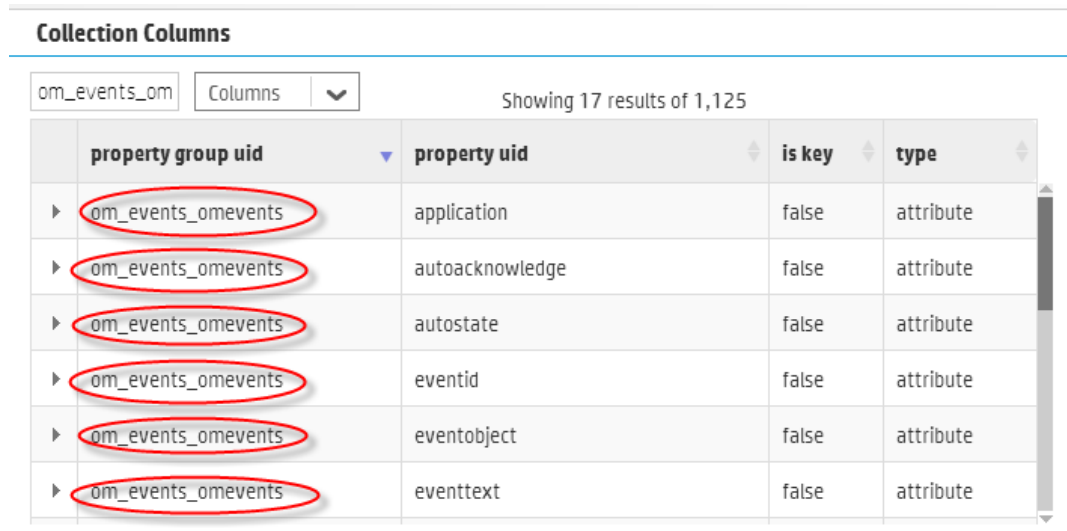 Collection Columns
om_events_om Columns Showing 17 results of 1,125
property group uid property uid is key type
om_events_omevents application false attribute
om_events_omevents autoacknowledge false attribute
om_events_omevents autostate false attribute
om_events_omevents eventid false attribute
om_events_omevents eventobject false attribute
om_events_omevents eventtext false attribute